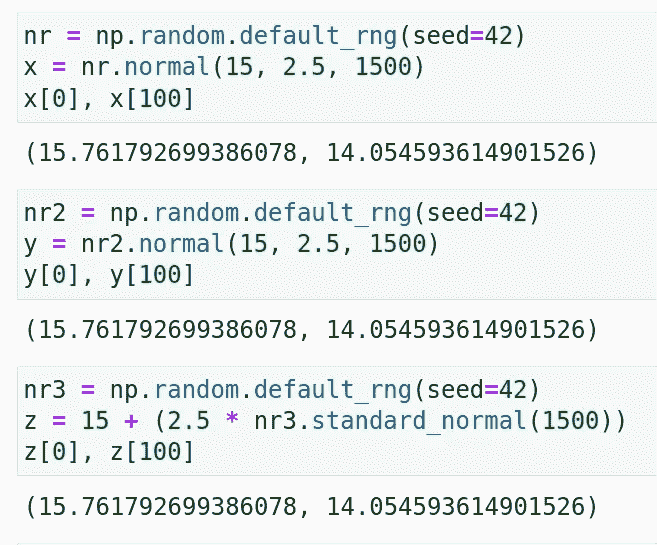 nr = np.random.default_rng(seed=42)
x = nr.normal(15, 2.5, 1500)
x[0], x[100]
(15.761792699386078, 14.054593614901526)
nr2 = np.random.default_rng(seed=42)
y = nr2.normal(15, 2.5, 1500)
y[0], y[100]
(15.761792699386078, 14.054593614901526)
nr3 = np.random.default_rng(seed=42)
z = 15 + (2.5 * nr3.standard_normal(1500))
z[0], z[100]
(15.761792699386078, 14.054593614901526)